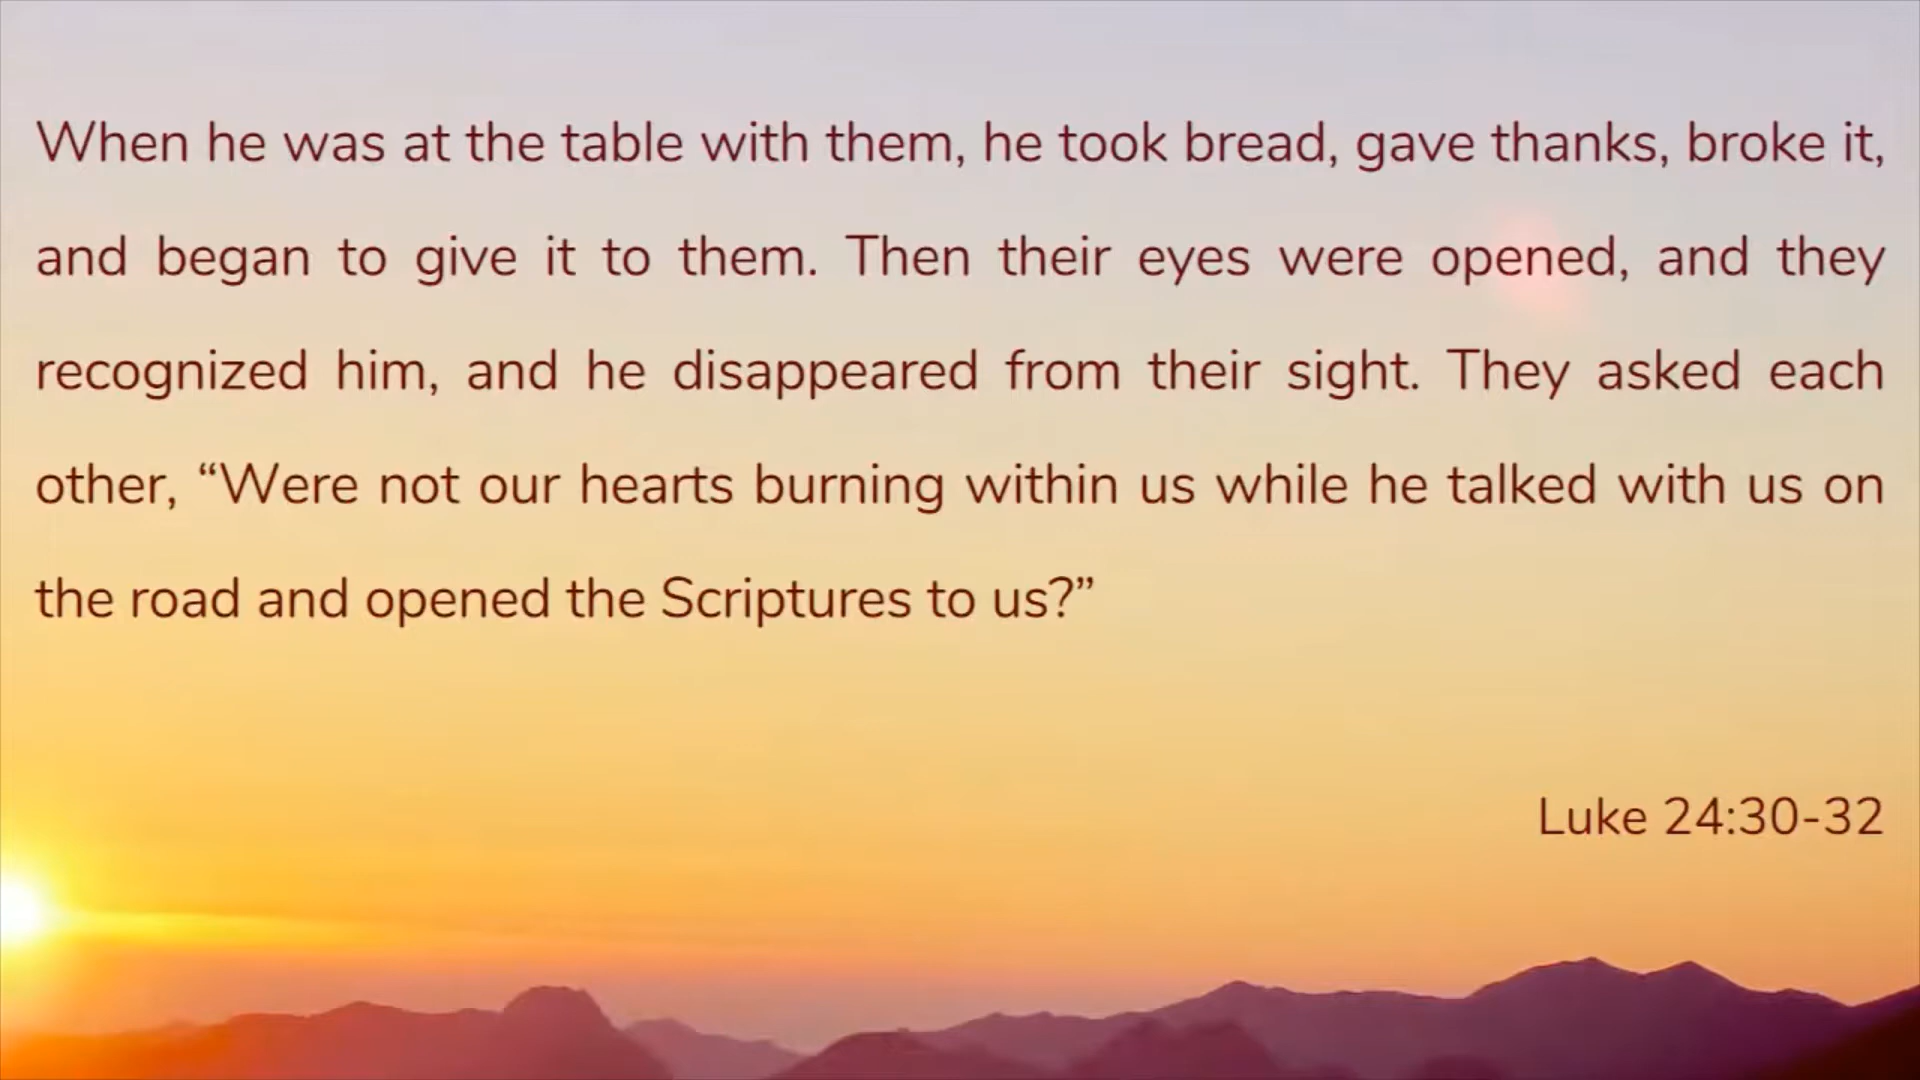 When he was at the table with them, he took bread, gave thanks, broke it,
and began to give it to them. Then their eyes were opened, and they
recognized him, and he disappeared from their sight. They asked each
other, “Were not our hearts burning within us while he talked with us on
the road and opened the Scriptures to us?”
Luke 24:30-32